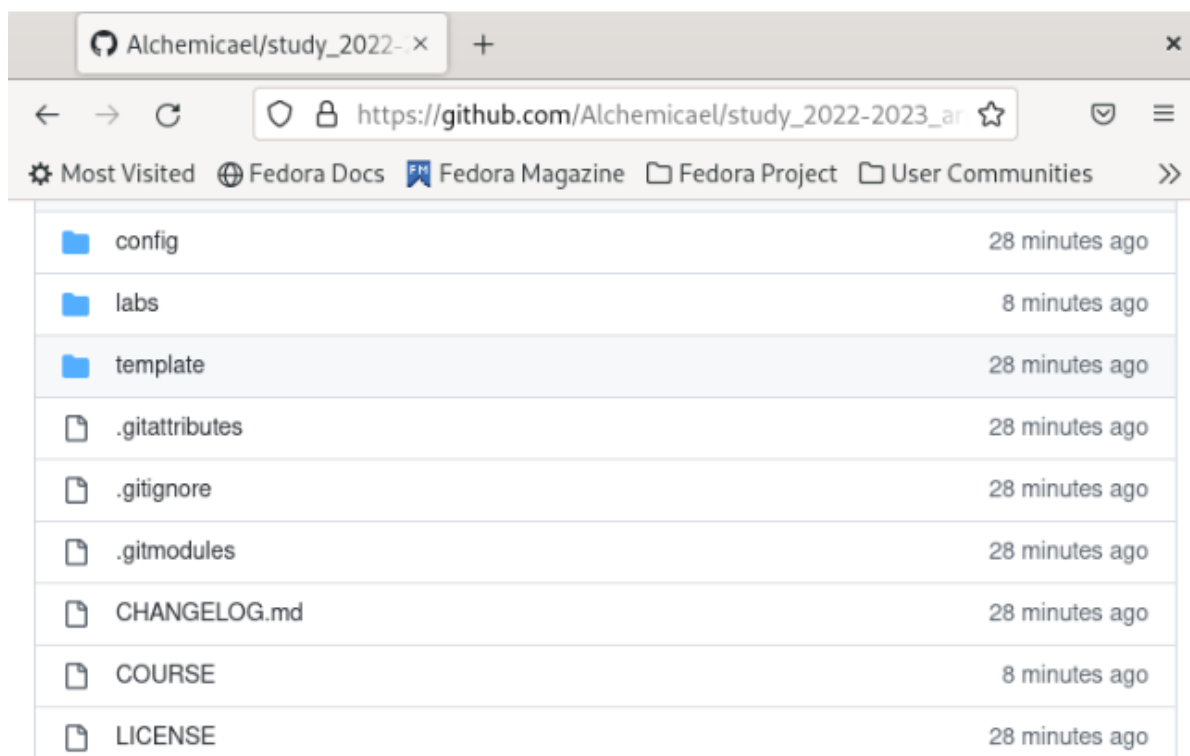 Alchemicael/study_2022-
https://github.com/Alchemicael/study_2022-2023_ar
Most Visited Fedora Docs FM Fedora Magazine Fedora Project User Communities
config 28 minutes ago
labs 8 minutes ago
template 28 minutes ago
.gitattributes 28 minutes ago
.gitignore 28 minutes ago
.gitmodules 28 minutes ago
CHANGELOG.md 28 minutes ago
COURSE 8 minutes ago
LICENSE 28 minutes ago